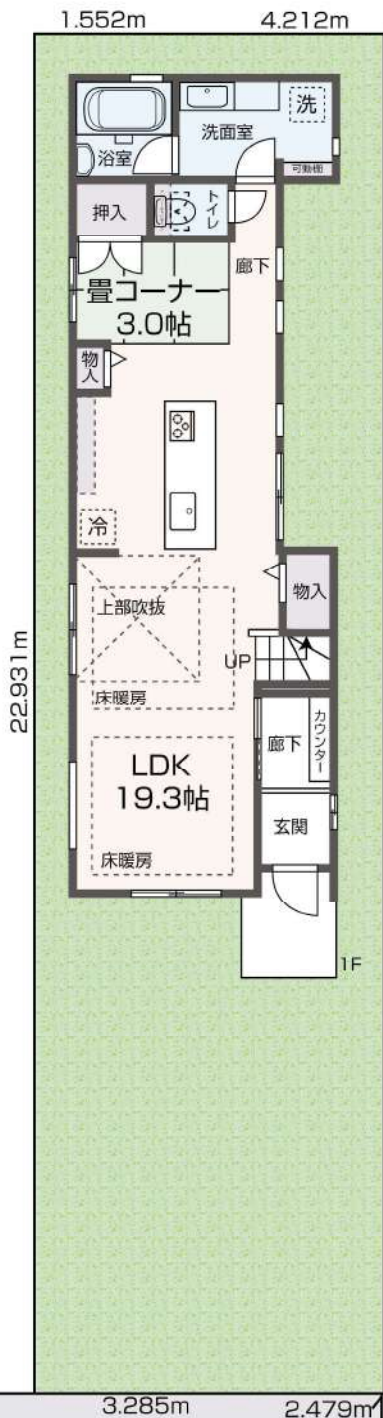 1.552m
4.212m
洗
浴室
洗面室
可動棚
押入
トイレ
廊下
畳コーナー
3.0帖
物入
冷
上部吹抜
物入
UP
床暖房
22.931m
カウンター
廊下
LDK
19.3帖
玄関
床暖房
1F
3.285m
2.479m